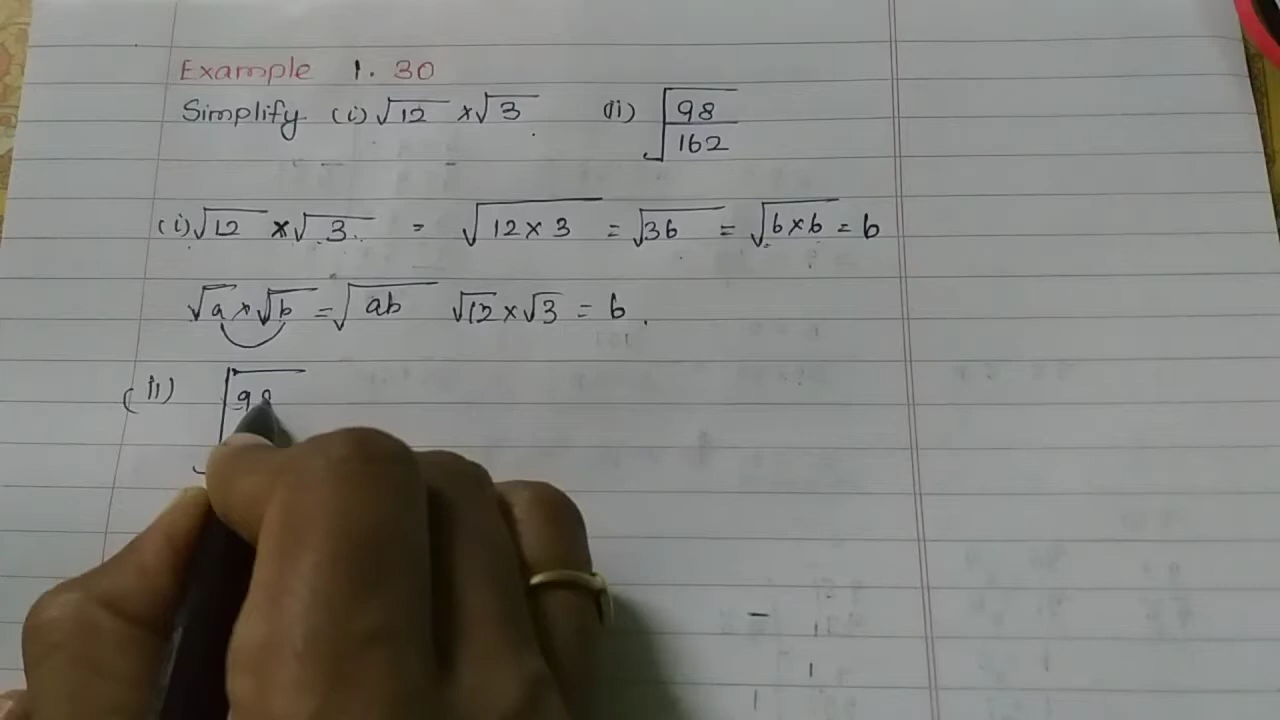 Example 1. 30
Simplify (i) √12 × √3 (ii) √98/162
(i) √12 × √3 = √12 × 3 = √36 = √6×6 = 6
√a × √b = √ab √12 × √3 = 6.
(ii) √98